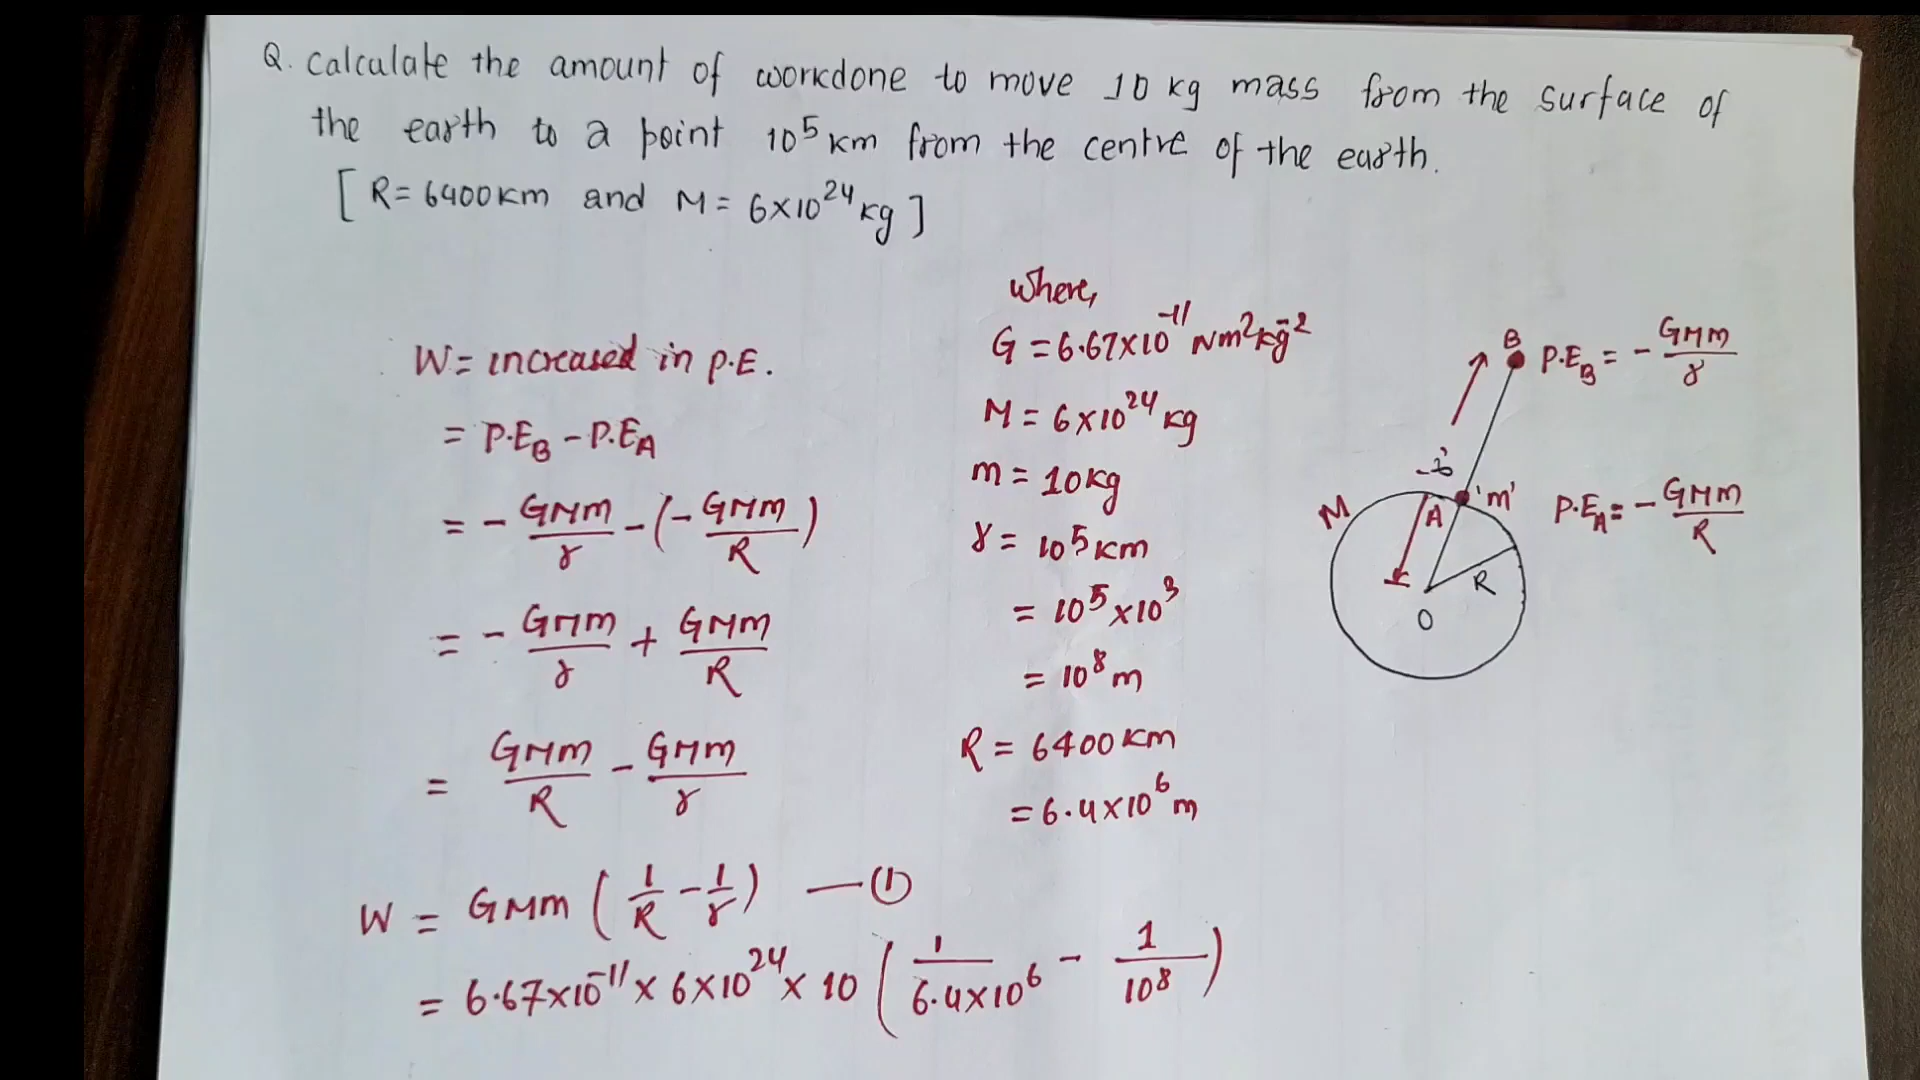 Q. Calculate the amount of workdone to move 10 kg mass from the surface of
the earth to a point 10⁵ km from the centre of the earth.
[ R = 6400 km and M = 6×10²⁴ kg ]
W = increased in P.E.
= P.E_B - P.E_A
= - GMm/r - (- GMm/R)
= - GMm/r + GMm/R
= GMm/R - GMm/r
W = GMm (1/R - 1/r) — ①
= 6.67×10⁻¹¹ × 6×10²⁴ × 10 (1/6.4×10⁶ - 1/10⁸)
where,
G = 6.67×10⁻¹¹ Nm²kg⁻²
M = 6×10²⁴ kg
m = 10 kg
r = 10⁵ km
= 10⁵ × 10³
= 10⁸ m
R = 6400 km
= 6.4×10⁶ m
B P.E_B = - GMm/r
M A 'm' P.E_A = - GMm/R
R
O